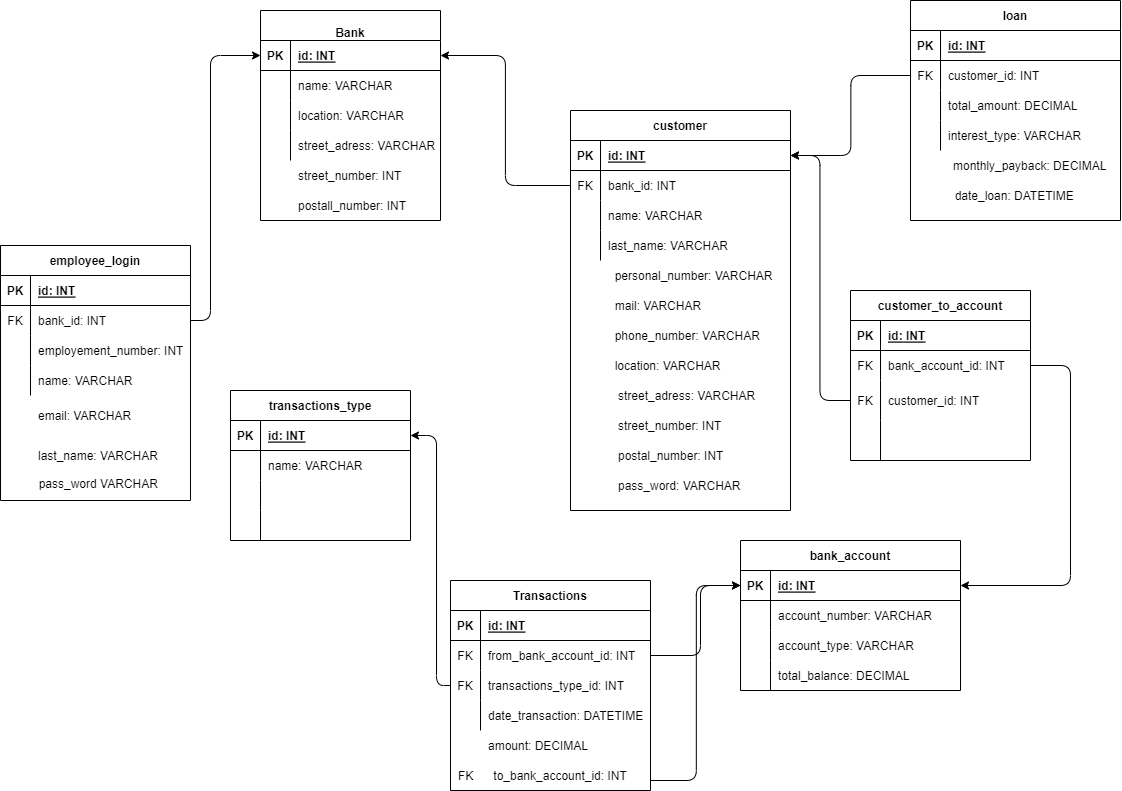 Bank
PK id: INT
name: VARCHAR
location: VARCHAR
street_adress: VARCHAR
street_number: INT
postall_number: INT
loan
PK id: INT
FK customer_id: INT
total_amount: DECIMAL
interest_type: VARCHAR
monthly_payback: DECIMAL
date_loan: DATETIME
customer
PK id: INT
FK bank_id: INT
name: VARCHAR
last_name: VARCHAR
personal_number: VARCHAR
mail: VARCHAR
phone_number: VARCHAR
location: VARCHAR
street_adress: VARCHAR
street_number: INT
postal_number: INT
pass_word: VARCHAR
employee_login
PK id: INT
FK bank_id: INT
employement_number: INT
name: VARCHAR
email: VARCHAR
last_name: VARCHAR
pass_word VARCHAR
customer_to_account
PK id: INT
FK bank_account_id: INT
FK customer_id: INT
transactions_type
PK id: INT
name: VARCHAR
bank_account
PK id: INT
account_number: VARCHAR
account_type: VARCHAR
total_balance: DECIMAL
Transactions
PK id: INT
FK from_bank_account_id: INT
FK transactions_type_id: INT
date_transaction: DATETIME
amount: DECIMAL
FK to_bank_account_id: INT